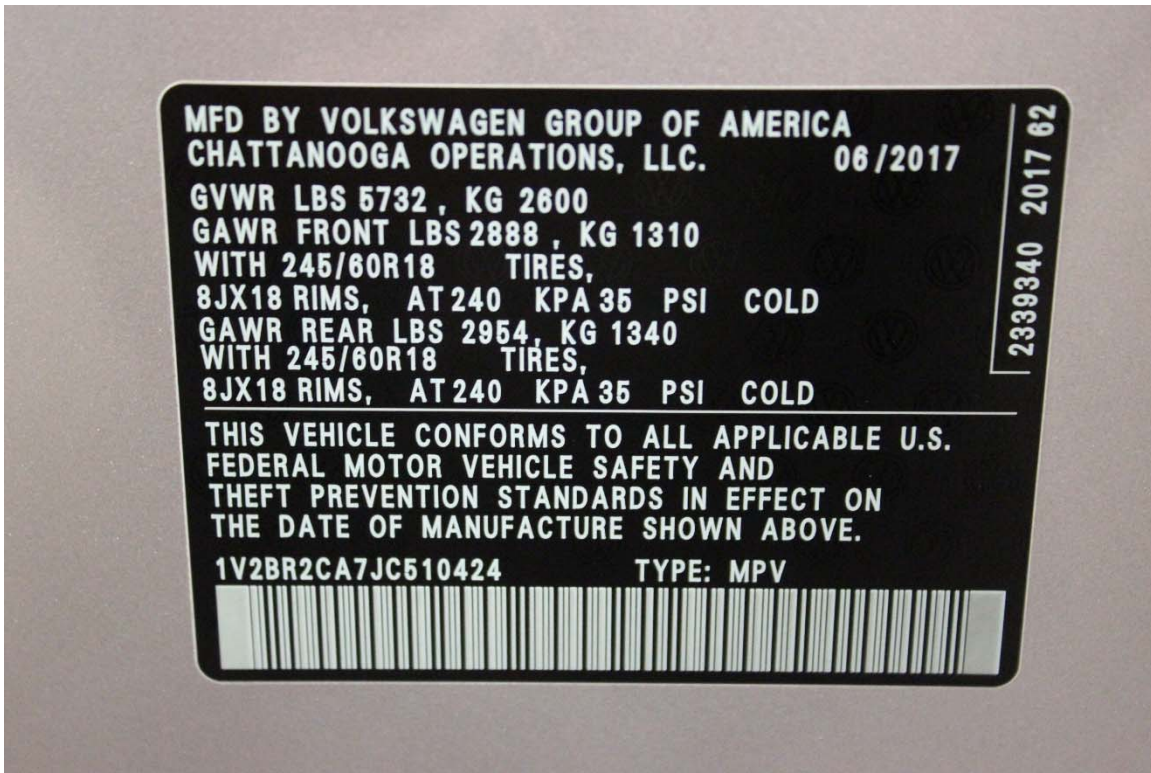 MFD BY VOLKSWAGEN GROUP OF AMERICA
CHATTANOOGA OPERATIONS, LLC. 06/2017
GVWR LBS 5732, KG 2600
GAWR FRONT LBS 2888, KG 1310
WITH 245/60R18 TIRES,
8JX18 RIMS, AT 240 KPA 35 PSI COLD
GAWR REAR LBS 2954, KG 1340
WITH 245/60R18 TIRES,
8JX18 RIMS, AT 240 KPA 35 PSI COLD
THIS VEHICLE CONFORMS TO ALL APPLICABLE U.S.
FEDERAL MOTOR VEHICLE SAFETY AND
THEFT PREVENTION STANDARDS IN EFFECT ON
THE DATE OF MANUFACTURE SHOWN ABOVE.
1V2BR2CA7JC510424 TYPE: MPV
2339340 2017 62